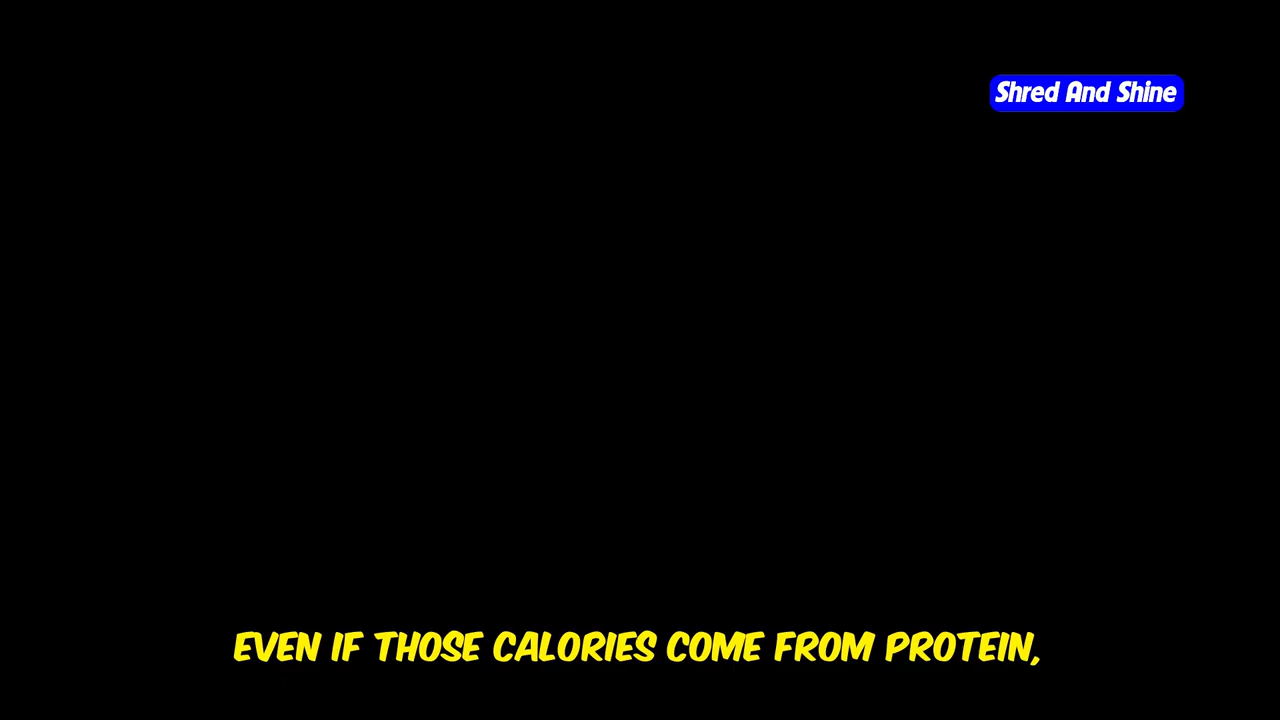 Shred And Shine
EVEN IF THOSE CALORIES COME FROM PROTEIN,